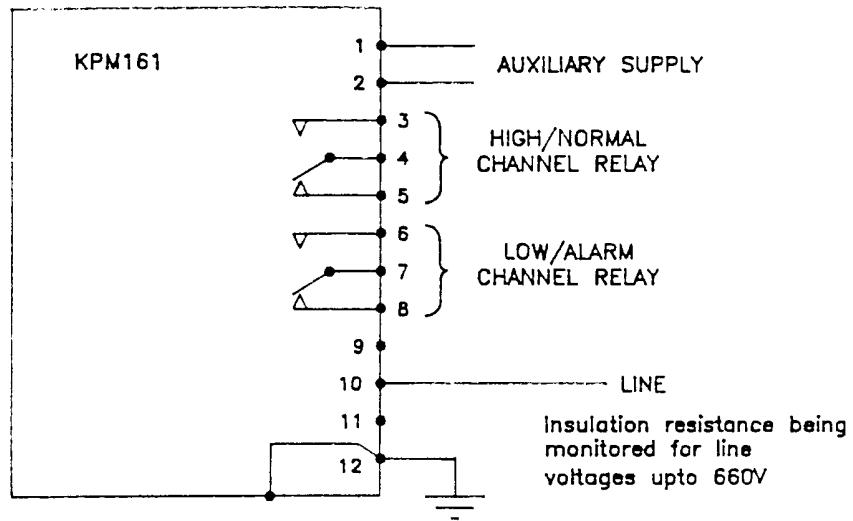 KPM161
1
2
AUXILIARY SUPPLY
3
4
5
HIGH/NORMAL
CHANNEL RELAY
6
7
8
LOW/ALARM
CHANNEL RELAY
9
10
LINE
11
12
Insulation resistance being
monitored for line
voltages upto 660V